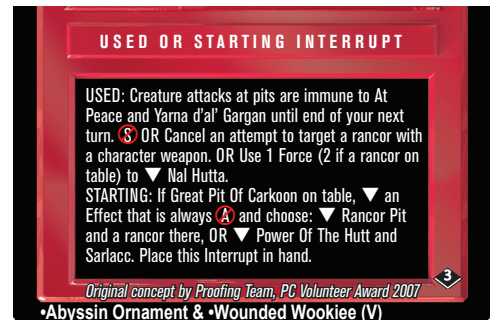 USED OR STARTING INTERRUPT
USED: Creature attacks at pits are immune to At
Peace and Yarna d'al' Gargan until end of your next
turn. Ⓢ OR Cancel an attempt to target a rancor with
a character weapon. OR Use 1 Force (2 if a rancor on
table) to ▼ Nal Hutta.
STARTING: If Great Pit Of Carkoon on table, ▼ an
Effect that is always Ⓐ and choose: ▼ Rancor Pit
and a rancor there, OR ▼ Power Of The Hutt and
Sarlacc. Place this Interrupt in hand.
3
Original concept by Proofing Team, PC Volunteer Award 2007
•Abyssin Ornament & •Wounded Wookiee (V)